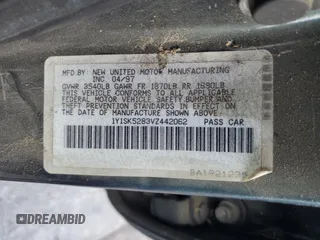 MFD.BY: NEW UNITED MOTOR MANUFACTURING
INC. 04/97
GVWR 3540LB GAWR FR 1870LB RR 1690LB
THIS VEHICLE CONFORMS TO ALL APPLICABLE
FEDERAL MOTOR VEHICLE SAFETY,BUMPER AND
THEFT PREVENTION STANDARDS IN EFFECT ON
THE DATE OF MANUFACTURE SHOWN ABOVE.
1Y1SK5283VZ442062 PASS CAR
DREAMBID
.COM